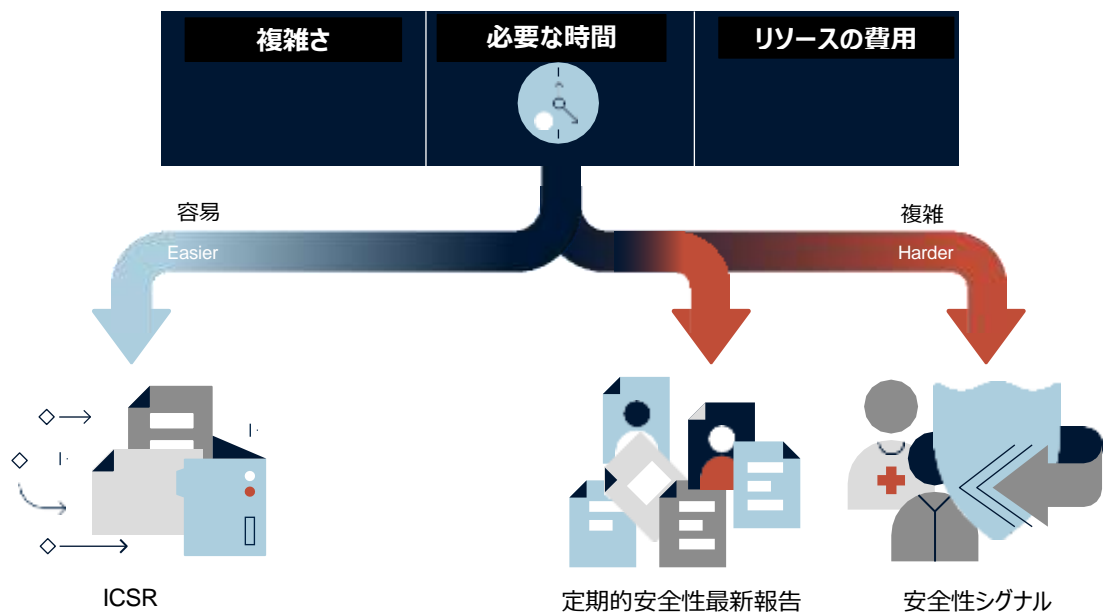 複雑さ
必要な時間
リソースの費用
容易
複雑
Easier
Harder
ICSR
定期的安全性最新報告
安全性シグナル